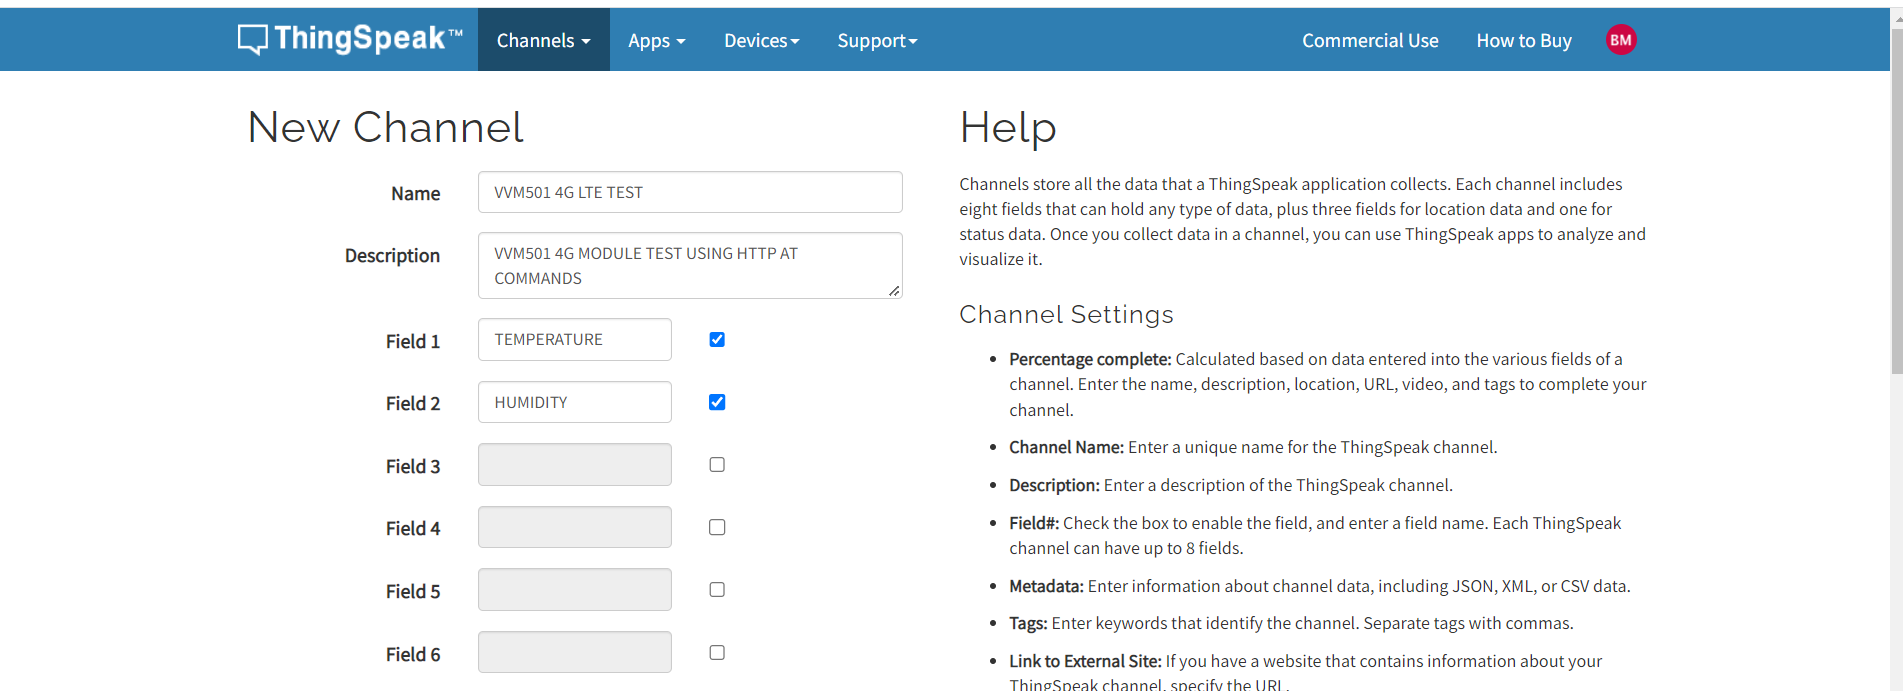 ThingSpeak™ Channels Apps Devices Support Commercial Use How to Buy BM
New Channel
Name VVM501 4G LTE TEST
Description VVM501 4G MODULE TEST USING HTTP AT
COMMANDS
Field 1 TEMPERATURE
Field 2 HUMIDITY
Field 3
Field 4
Field 5
Field 6
Help
Channels store all the data that a ThingSpeak application collects. Each channel includes
eight fields that can hold any type of data, plus three fields for location data and one for
status data. Once you collect data in a channel, you can use ThingSpeak apps to analyze and
visualize it.
Channel Settings
• Percentage complete: Calculated based on data entered into the various fields of a
channel. Enter the name, description, location, URL, video, and tags to complete your
channel.
• Channel Name: Enter a unique name for the ThingSpeak channel.
• Description: Enter a description of the ThingSpeak channel.
• Field#: Check the box to enable the field, and enter a field name. Each ThingSpeak
channel can have up to 8 fields.
• Metadata: Enter information about channel data, including JSON, XML, or CSV data.
• Tags: Enter keywords that identify the channel. Separate tags with commas.
• Link to External Site: If you have a website that contains information about your
ThingSpeak channel, specify the URL.